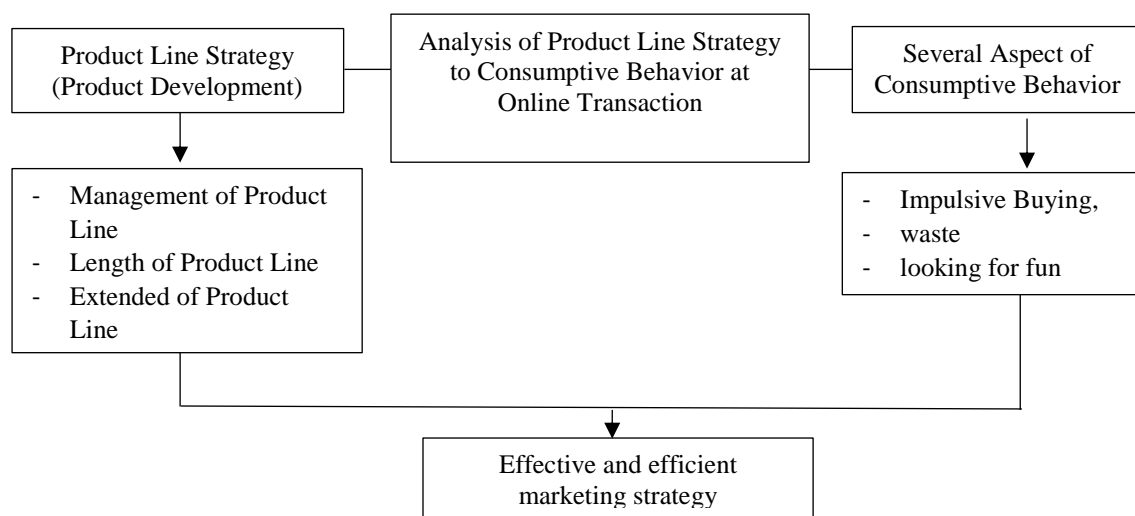 Product Line Strategy
(Product Development)
Analysis of Product Line Strategy
to Consumptive Behavior at
Online Transaction
Several Aspect of
Consumptive Behavior
- Management of Product
Line
- Length of Product Line
- Extended of Product
Line
- Impulsive Buying,
- waste
- looking for fun
Effective and efficient
marketing strategy